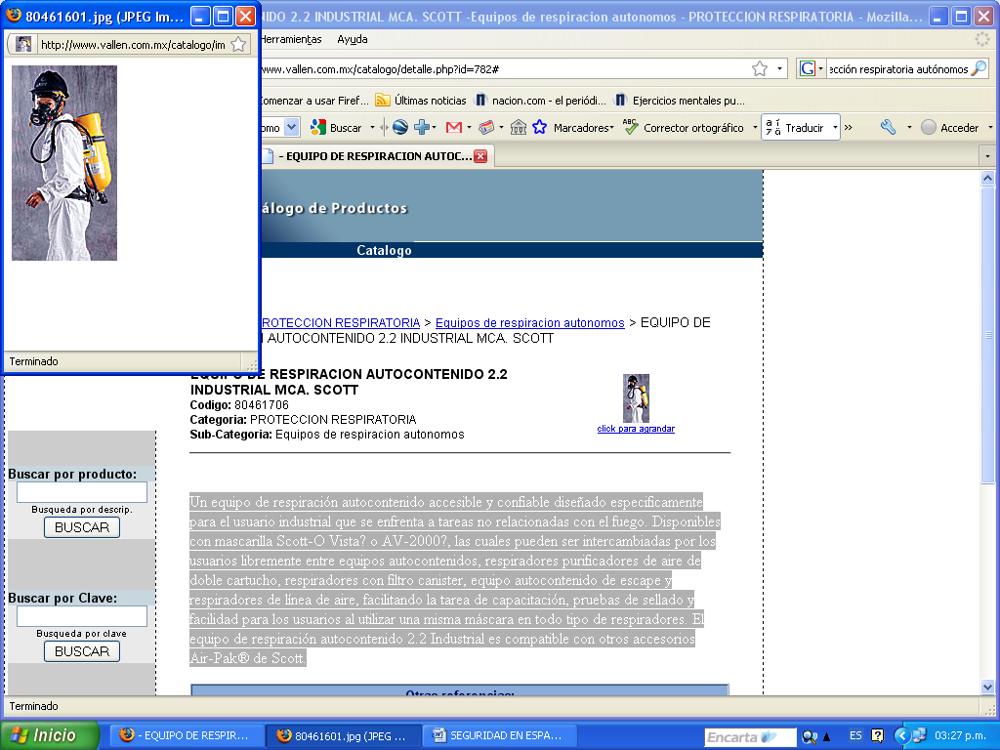 80461601.jpg (JPEG Im...
IDO 2.2 INDUSTRIAL MCA. SCOTT -Equipos de respiracion autonomos - PROTECCION RESPIRATORIA - Mozilla...
http://www.vallen.com.mx/catalogo/im
Herramientas Ayuda
www.vallen.com.mx/catalogo/detalle.php?id=782#
G
ección respiratoria autónomos
Comenzar a usar Firef... Últimas noticias nacion.com - el periódi... Ejercicios mentales pu...
omo Buscar Marcadores Corrector ortográfico Traducir » Acceder
- EQUIPO DE RESPIRACION AUTOC...
álogo de Productos
Catalogo
ROTECCION RESPIRATORIA > Equipos de respiracion autonomos > EQUIPO DE
AUTOCONTENIDO 2.2 INDUSTRIAL MCA. SCOTT
Terminado
EQUIPO DE RESPIRACION AUTOCONTENIDO 2.2
INDUSTRIAL MCA. SCOTT
Codigo: 80461706
Categoria: PROTECCION RESPIRATORIA
Sub-Categoria: Equipos de respiracion autonomos
click para agrandar
Buscar por producto:
Busqueda por descrip.
BUSCAR
Buscar por Clave:
Busqueda por clave
BUSCAR
Un equipo de respiración autocontenido accesible y confiable diseñado especificamente
para el usuario industrial que se enfrenta a tareas no relacionadas con el fuego. Disponibles
con mascarilla Scott-O Vista? o AV-2000?, las cuales pueden ser intercambiadas por los
usuarios libremente entre equipos autocontenidos, respiradores purificadores de aire de
doble cartucho, respiradores con filtro canister, equipo autocontenido de escape y
respiradores de línea de aire, facilitando la tarea de capacitación, pruebas de sellado y
facilidad para los usuarios al utilizar una misma máscara en todo tipo de respiradores. El
equipo de respiración autocontenido 2.2 Industrial es compatible con otros accesorios
Air-Pak® de Scott.
Otras referencias:
Terminado
Inicio
- EQUIPO DE RESPIR...
80461601.jpg (JPEG ...
SEGURIDAD EN ESPA...
Encarta
ES
03:27 p.m.